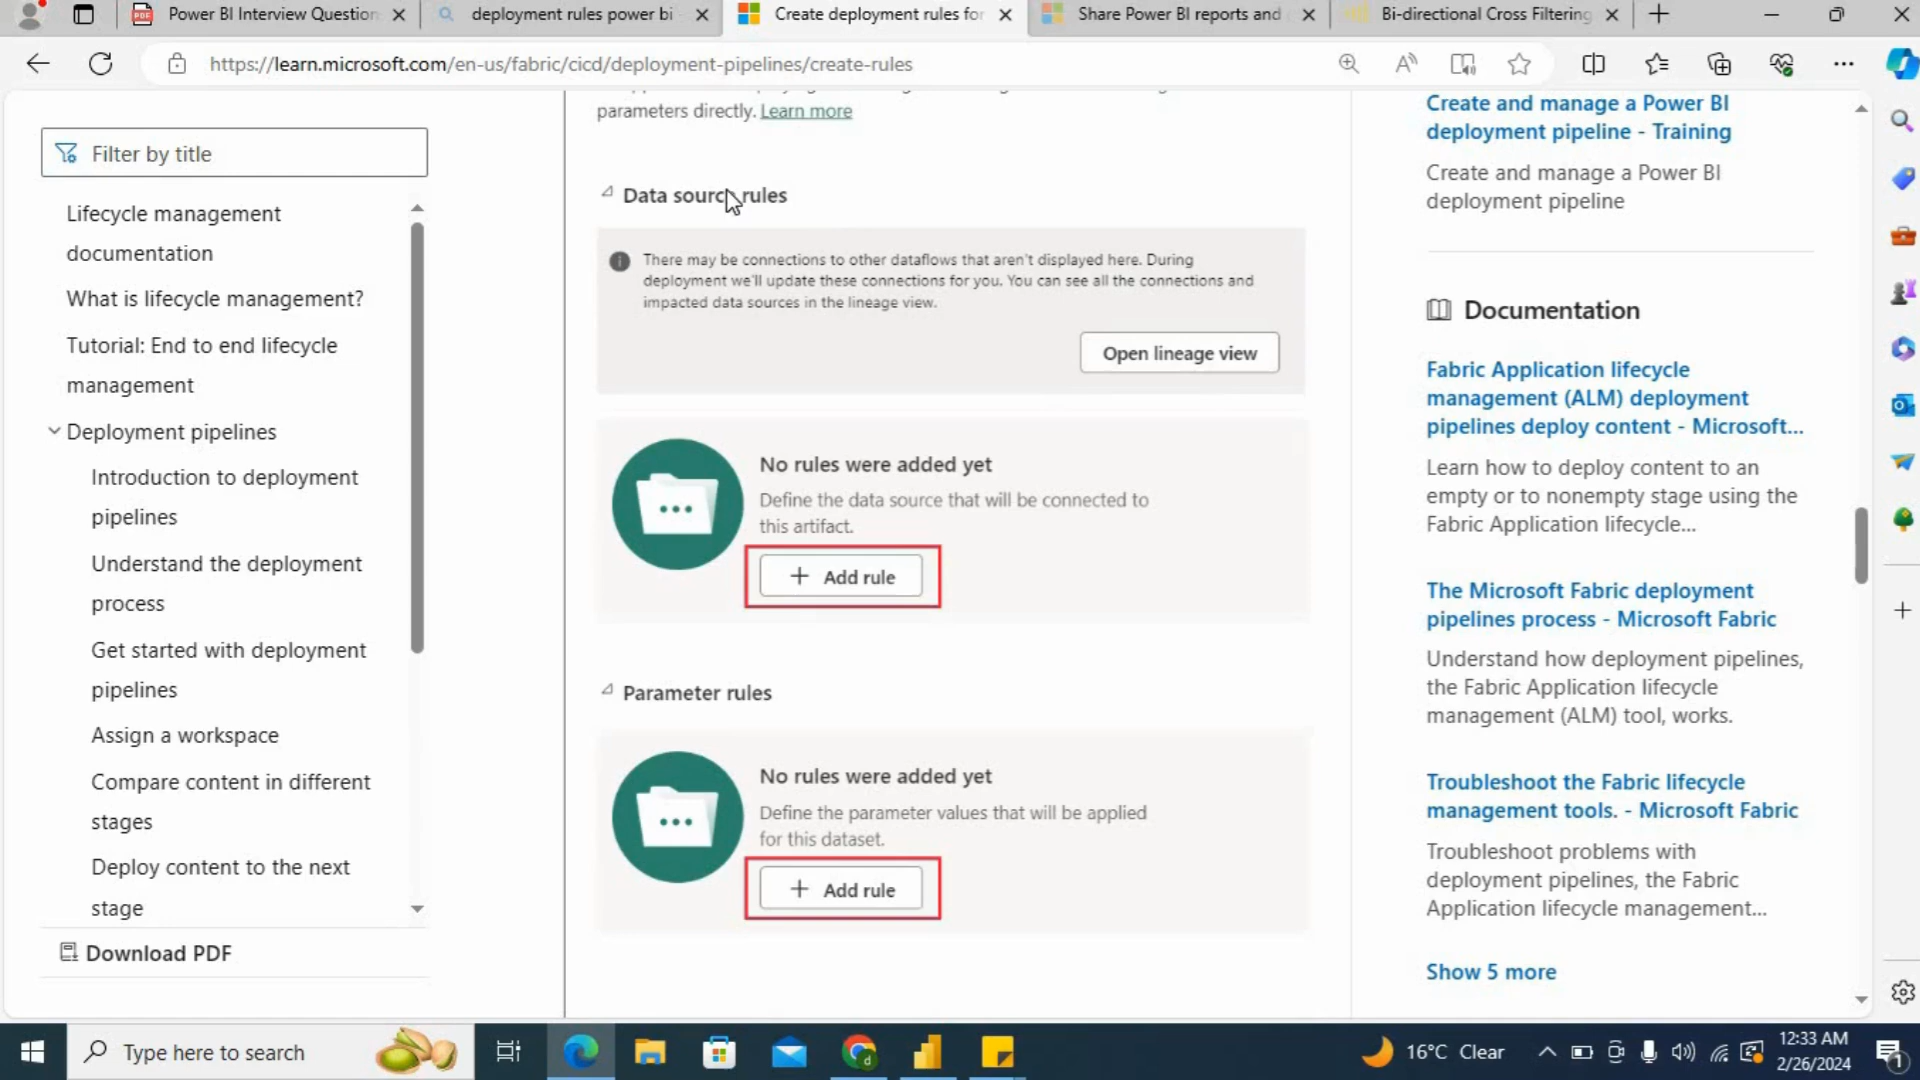 Power BI Interview Question
deployment rules power bi
Create deployment rules for
Share Power BI reports and
Bi-directional Cross Filtering
https://learn.microsoft.com/en-us/fabric/cicd/deployment-pipelines/create-rules
Filter by title
Lifecycle management
documentation
What is lifecycle management?
Tutorial: End to end lifecycle
management
Deployment pipelines
Introduction to deployment
pipelines
Understand the deployment
process
Get started with deployment
pipelines
Assign a workspace
Compare content in different
stages
Deploy content to the next
stage
Download PDF
parameters directly. Learn more
Data source rules
There may be connections to other dataflows that aren't displayed here. During
deployment we'll update these connections for you. You can see all the connections and
impacted data sources in the lineage view.
Open lineage view
No rules were added yet
Define the data source that will be connected to
this artifact.
+ Add rule
Parameter rules
No rules were added yet
Define the parameter values that will be applied
for this dataset.
+ Add rule
Create and manage a Power BI
deployment pipeline - Training
Create and manage a Power BI
deployment pipeline
Documentation
Fabric Application lifecycle
management (ALM) deployment
pipelines deploy content - Microsoft...
Learn how to deploy content to an
empty or to nonempty stage using the
Fabric Application lifecycle...
The Microsoft Fabric deployment
pipelines process - Microsoft Fabric
Understand how deployment pipelines,
the Fabric Application lifecycle
management (ALM) tool, works.
Troubleshoot the Fabric lifecycle
management tools. - Microsoft Fabric
Troubleshoot problems with
deployment pipelines, the Fabric
Application lifecycle management...
Show 5 more
Type here to search
16°C Clear
12:33 AM
2/26/2024
1